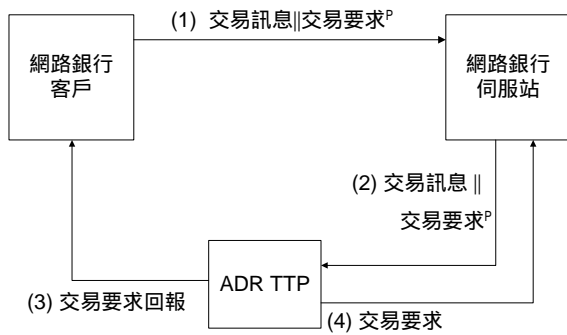 (1) 交易訊息||交易要求ᴾ
網路銀行
客戶
網路銀行
伺服站
(2) 交易訊息 ||
交易要求ᴾ
ADR TTP
(3) 交易要求回報
(4) 交易要求